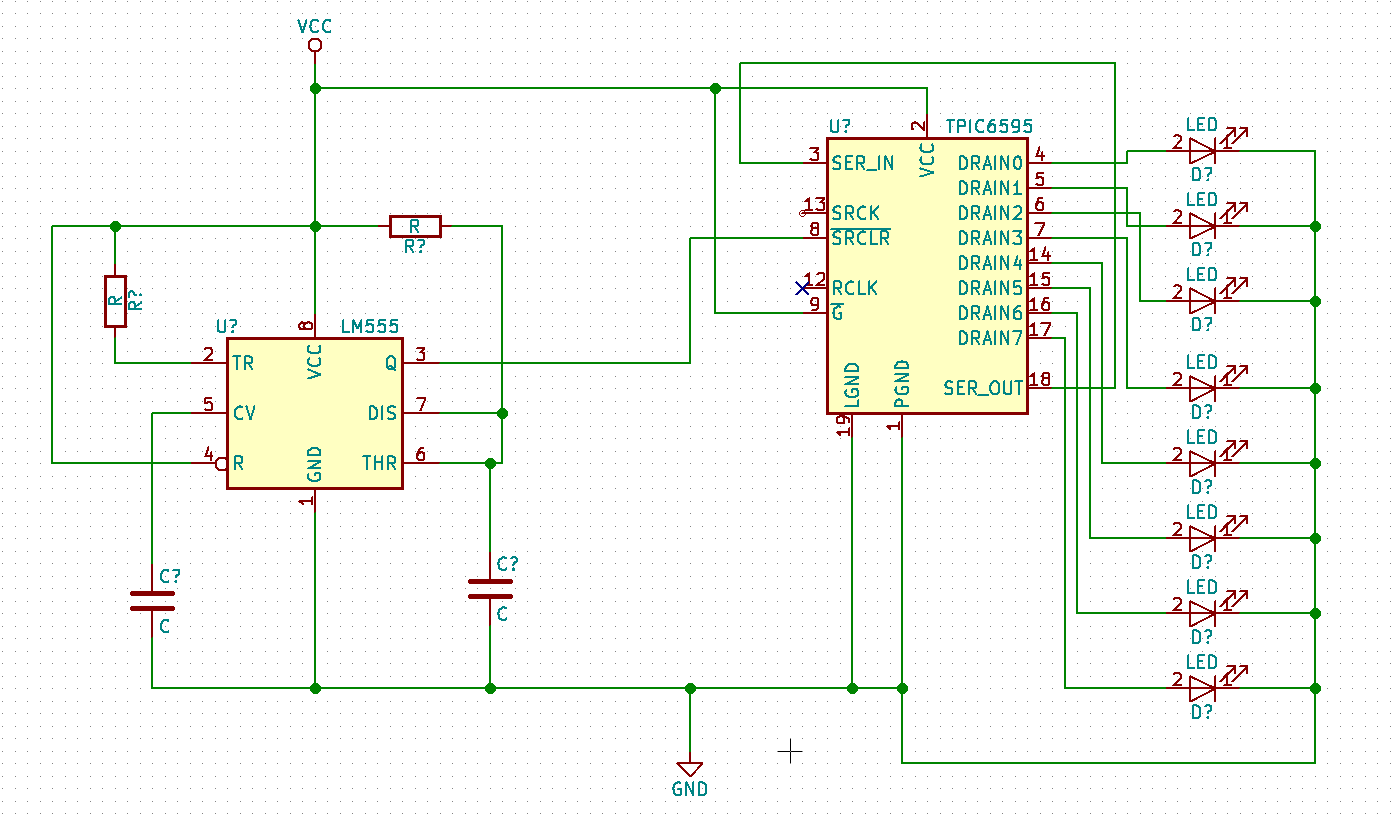 VCC
U?
TPIC6595
2
VCC
3
SER_IN
13
SRCK
8
SRCLR
12
RCLK
9
G
LGND
19
PGND
1
DRAIN0
4
DRAIN1
5
DRAIN2
6
DRAIN3
7
DRAIN4
14
DRAIN5
15
DRAIN6
16
DRAIN7
17
SER_OUT
18
R
R?
R
R?
U?
LM555
8
VCC
2
TR
5
CV
4
R
Q
3
DIS
7
THR
6
GND
1
C?
C
C?
C
GND
LED
2
1
D?
LED
2
1
D?
LED
2
1
D?
LED
2
1
D?
LED
2
1
D?
LED
2
1
D?
LED
2
1
D?
LED
2
1
D?